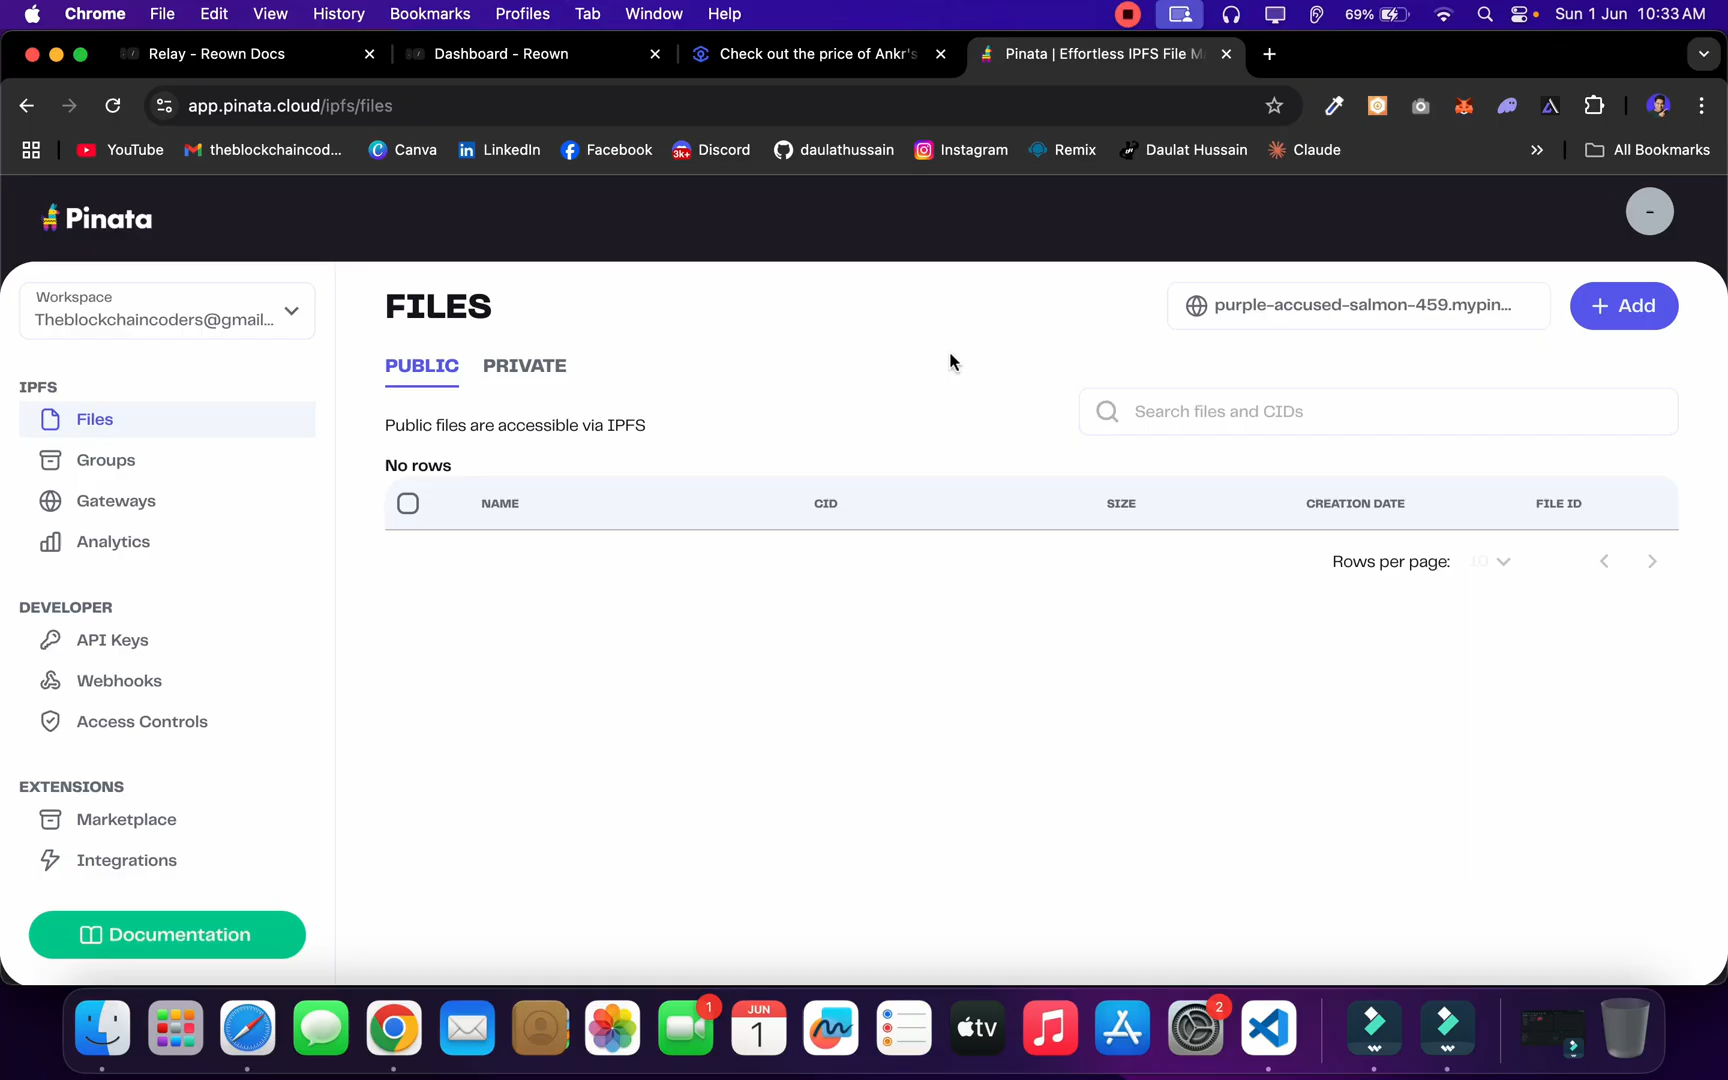 Chrome File Edit View History Bookmarks Profiles Tab Window Help 69% Sun 1 Jun 10:33 AM
Relay - Reown Docs Dashboard - Reown Check out the price of Ankr's Pinata | Effortless IPFS File M
app.pinata.cloud/ipfs/files
YouTube theblockchaincod... Canva LinkedIn Facebook 3k+ Discord daulathussain Instagram Remix Daulat Hussain Claude All Bookmarks
Pinata -
Workspace
Theblockchaincoders@gmail...
FILES
purple-accused-salmon-459.mypin...
+ Add
PUBLIC PRIVATE
Public files are accessible via IPFS
Search files and CIDs
No rows
NAME CID SIZE CREATION DATE FILE ID
Rows per page: 10
IPFS
Files
Groups
Gateways
Analytics
DEVELOPER
API Keys
Webhooks
Access Controls
EXTENSIONS
Marketplace
Integrations
Documentation
1 JUN 1 tv 2